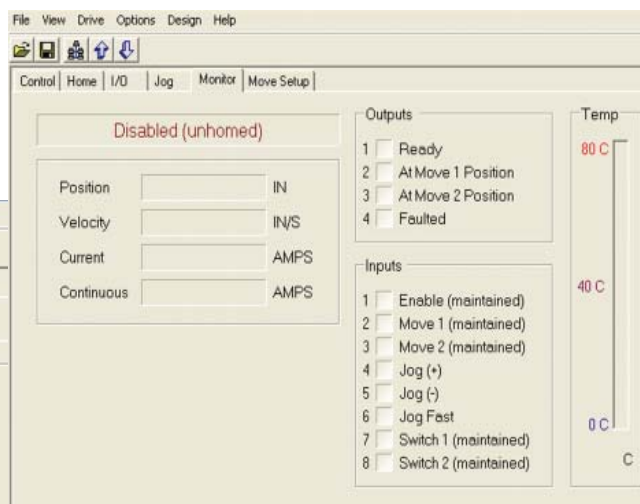 File View Drive Options Design Help
Control Home I/O Jog Monitor Move Setup
Disabled (unhomed)
Position IN
Velocity IN/S
Current AMPS
Continuous AMPS
Outputs
1 Ready
2 At Move 1 Position
3 At Move 2 Position
4 Faulted
Inputs
1 Enable (maintained)
2 Move 1 (maintained)
3 Move 2 (maintained)
4 Jog (+)
5 Jog (-)
6 Jog Fast
7 Switch 1 (maintained)
8 Switch 2 (maintained)
Temp
80 C
40 C
0 C
C